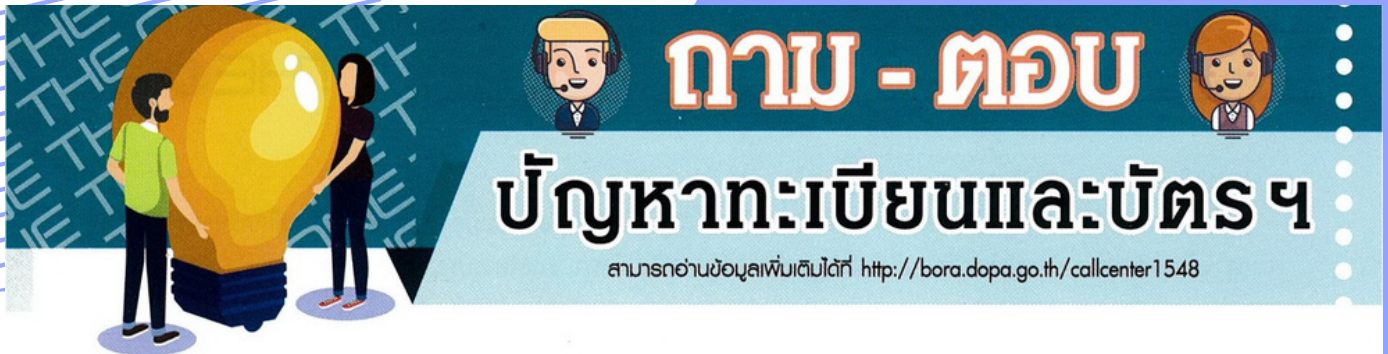 ถาม - ตอบ
ปัญหาทะเบียนและบัตรฯ
สามารถอ่านข้อมูลเพิ่มเติมได้ที่ http://bora.dopa.go.th/callcenter1548